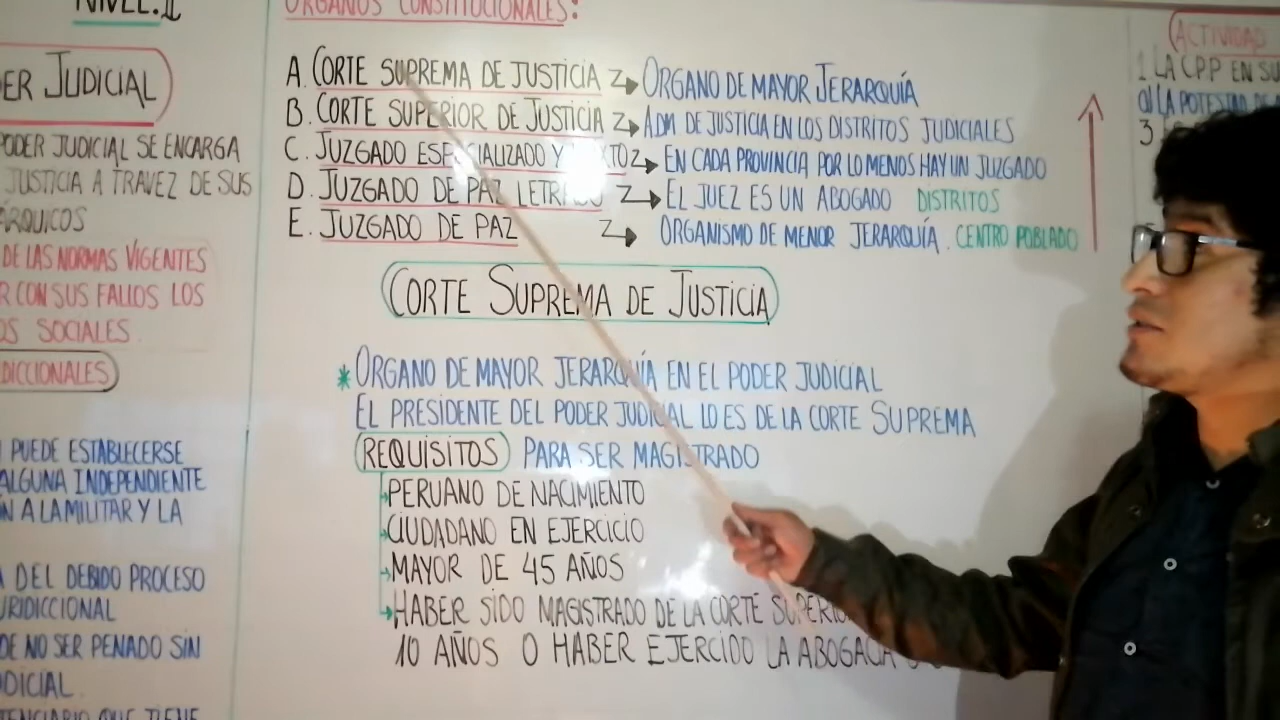 NIVEL: II
JUDICIAL
PODER JUDICIAL SE ENCARGA
JUSTICIA A TRAVEZ DE SUS
DE LAS NORMAS VIGENTES
CON SUS FALLOS LOS
SOCIALES.
PUEDE ESTABLECERSE
ALGUNA INDEPENDIENTE
A LA MILITAR Y LA
DEL DEBIDO PROCESO
DE NO SER PENADO SIN
QUE TIENE
ORGANOS CONSTITUCIONALES:
A. CORTE SUPREMA DE JUSTICIA → ORGANO DE MAYOR JERARQUÍA
B. CORTE SUPERIOR DE JUSTICIA → ADM DE JUSTICIA EN LOS DISTRITOS JUDICIALES
C. JUZGADO Y → EN CADA PROVINCIA POR LO MENOS HAY UN JUZGADO
D. JUZGADO DE PAZ → EL JUEZ ES UN ABOGADO DISTRITOS
E. JUZGADO DE PAZ → ORGANISMO DE MENOR JERARQUÍA. CENTRO POBLADO
CORTE SUPREMA DE JUSTICIA
* ORGANO DE MAYOR JERARQUÍA EN EL PODER JUDICIAL
EL PRESIDENTE DEL PODER JUDICIAL LO ES DE LA CORTE SUPREMA
REQUISITOS PARA SER MAGISTRADO
PERUANO DE NACIMIENTO
CIUDADANO EN EJERCICIO
MAYOR DE 45 AÑOS
HABER SIDO MAGISTRADO DE LA CORTE
10 AÑOS O HABER EJERCIDO LA ABOGACIA
ACTIVIDAD
1. LA CPP EN SU
a) LA POTESTAD DE
3.